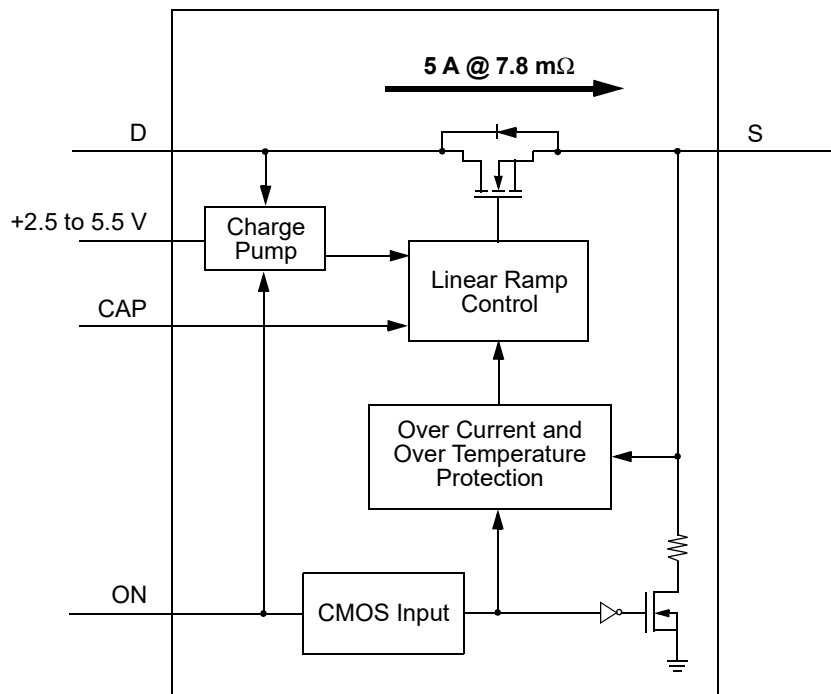 5 A @ 7.8 mΩ
D
S
+2.5 to 5.5 V
Charge
Pump
Linear Ramp
Control
CAP
Over Current and
Over Temperature
Protection
ON
CMOS Input